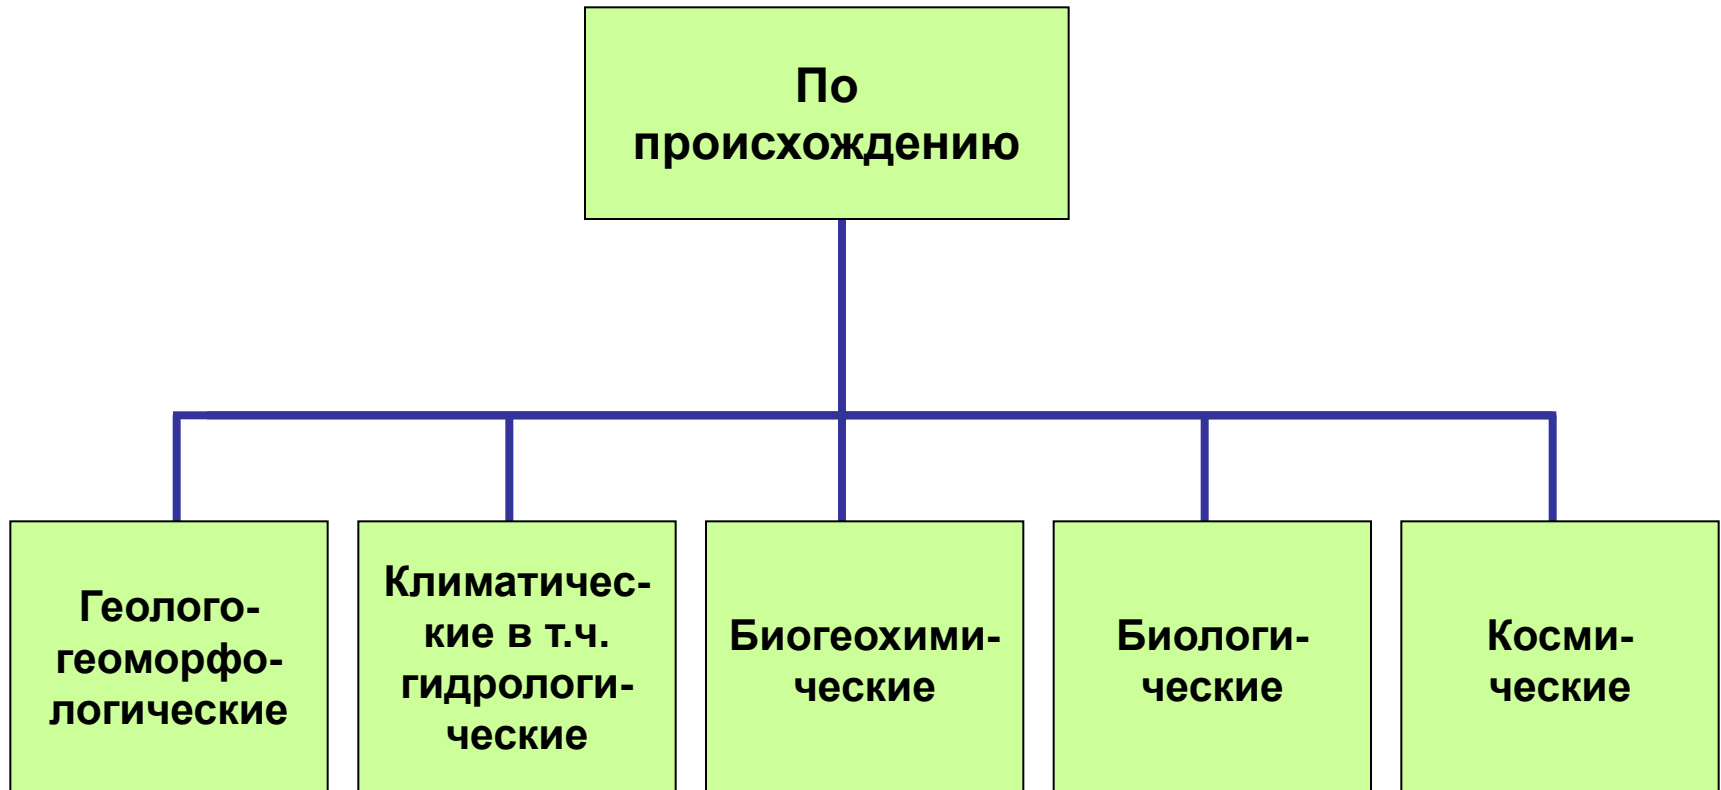 По
происхождению
Геолого-
геоморфо-
логические
Климатичес-
кие в т.ч.
гидрологи-
ческие
Биогеохими-
ческие
Биологи-
ческие
Косми-
ческие